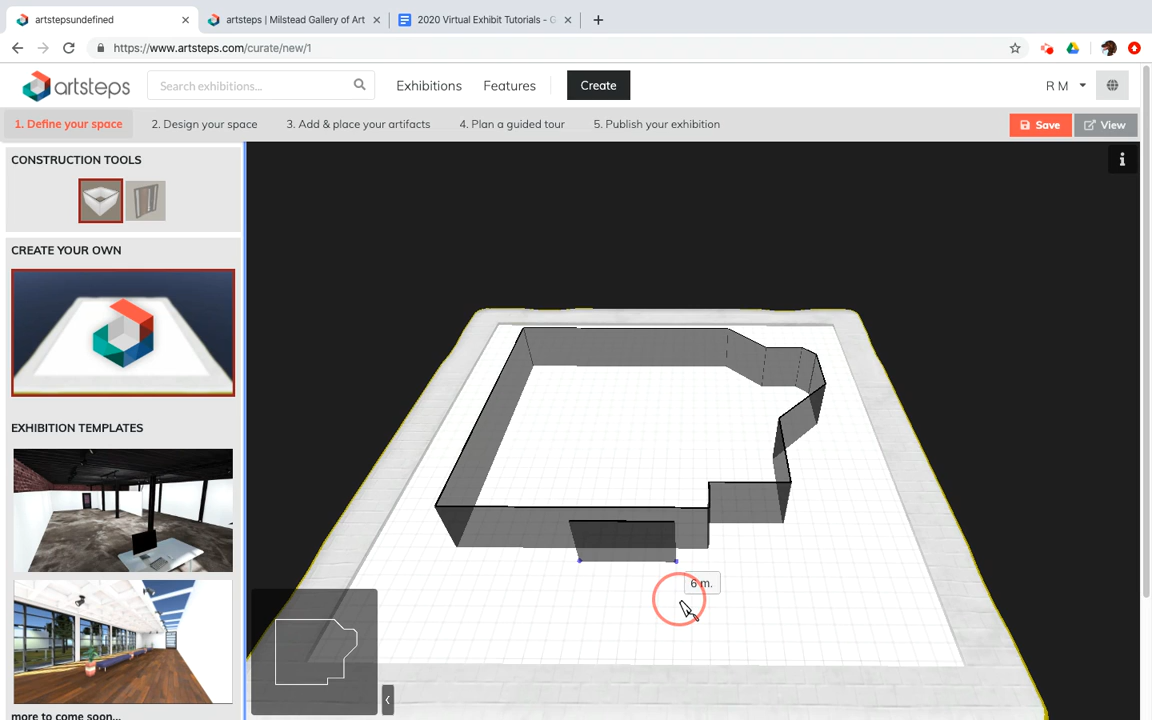 artstepsundefined
artsteps | Milstead Gallery of Art
2020 Virtual Exhibit Tutorials - G
https://www.artsteps.com/curate/new/1
artsteps
Search exhibitions...
Exhibitions
Features
Create
R M
1. Define your space
2. Design your space
3. Add & place your artifacts
4. Plan a guided tour
5. Publish your exhibition
Save
View
CONSTRUCTION TOOLS
CREATE YOUR OWN
EXHIBITION TEMPLATES
6 m.
more to come soon...